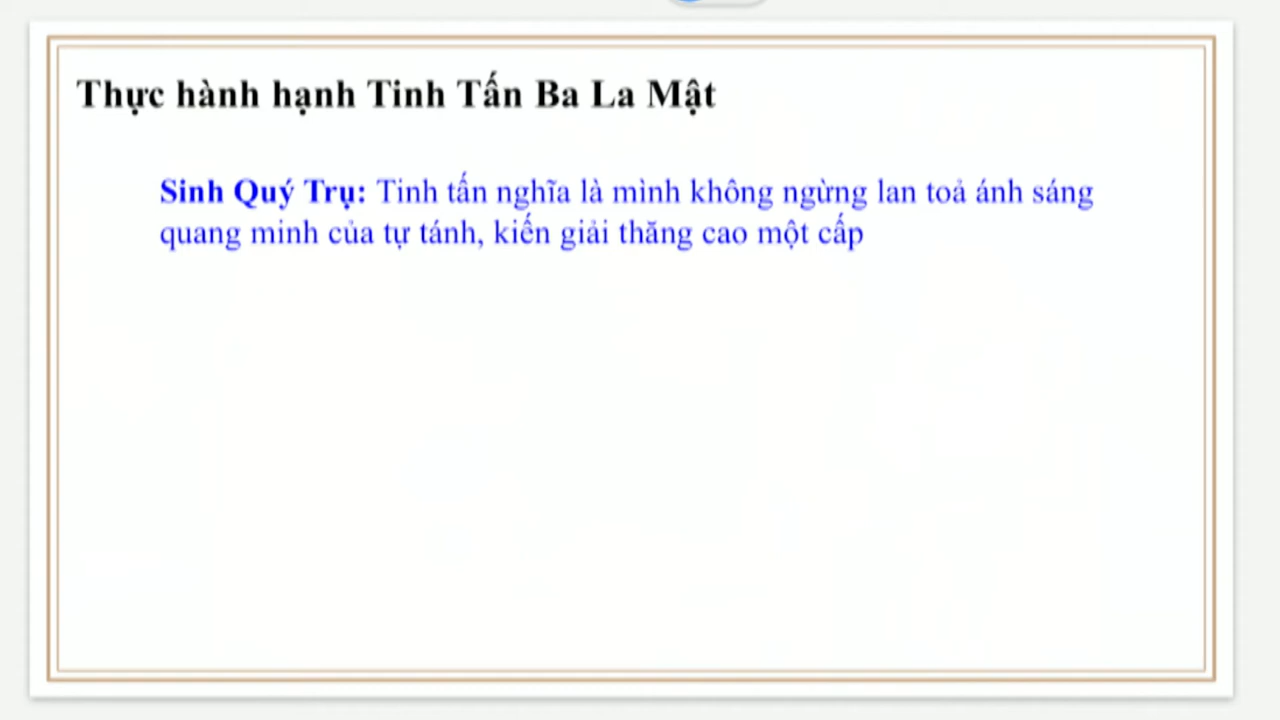 Thực hành hạnh Tinh Tấn Ba La Mật
Sinh Quý Trụ: Tinh tấn nghĩa là mình không ngừng lan toả ánh sáng
quang minh của tự tánh, kiến giải thăng cao một cấp